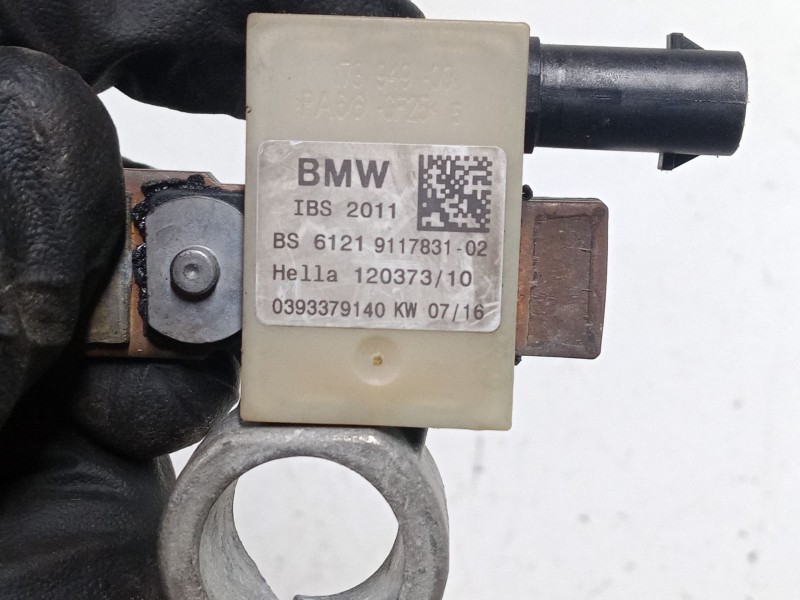 BMW
IBS 2011
BS 6121 9117831-02
Hella 120373/10
0393379140 KW 07/16